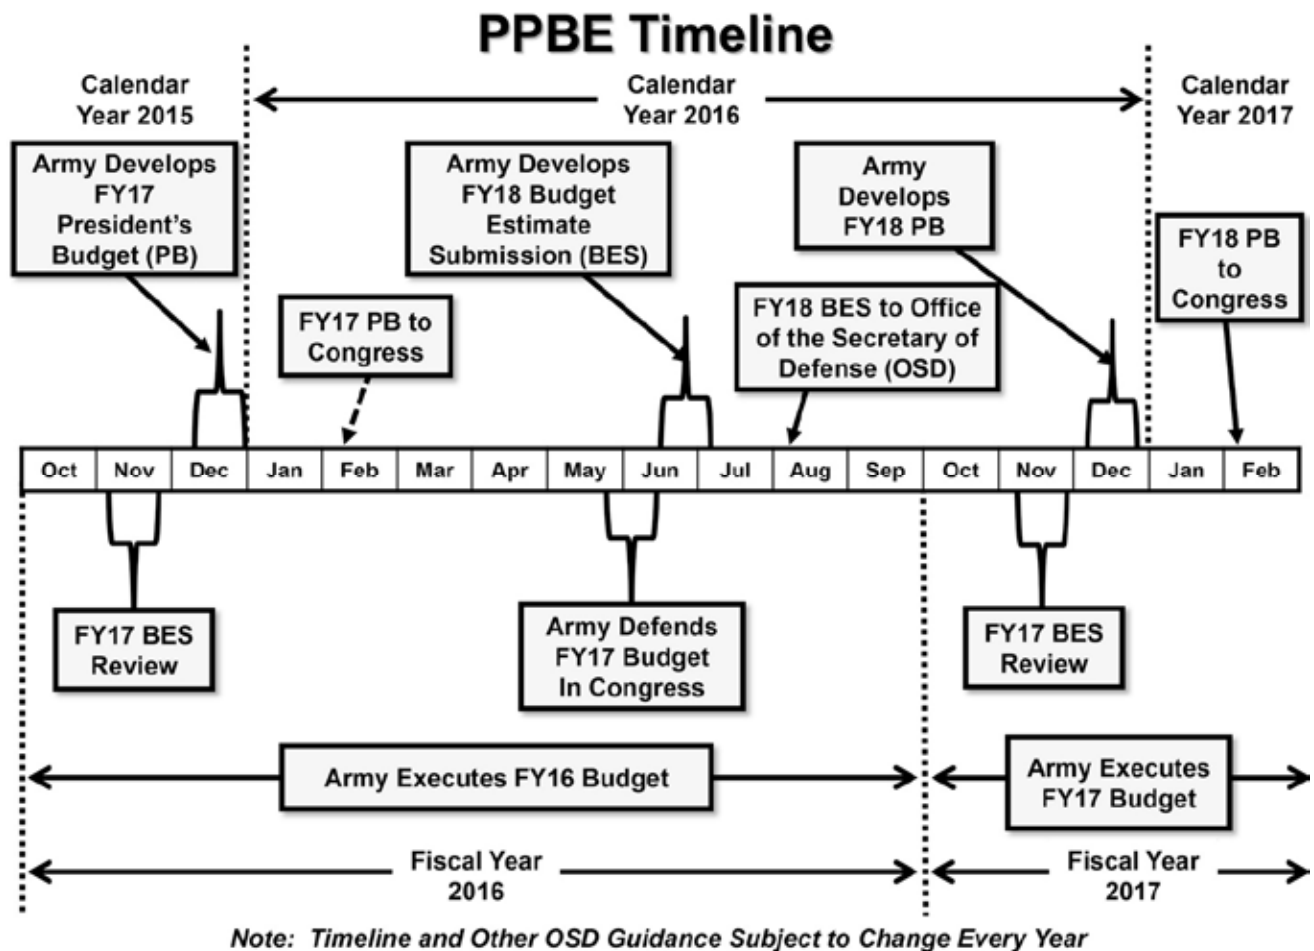 PPBE Timeline
Calendar
Year 2015
Calendar
Year 2016
Calendar
Year 2017
Army Develops
FY17
President's
Budget (PB)
Army Develops
FY18 Budget
Estimate
Submission (BES)
Army
Develops
FY18 PB
FY18 PB
to
Congress
FY17 PB to
Congress
FY18 BES to Office
of the Secretary of
Defense (OSD)
Oct Nov Dec Jan Feb Mar Apr May Jun Jul Aug Sep Oct Nov Dec Jan Feb
FY17 BES
Review
Army Defends
FY17 Budget
In Congress
FY17 BES
Review
Army Executes FY16 Budget
Army Executes
FY17 Budget
Fiscal Year
2016
Fiscal Year
2017
Note: Timeline and Other OSD Guidance Subject to Change Every Year